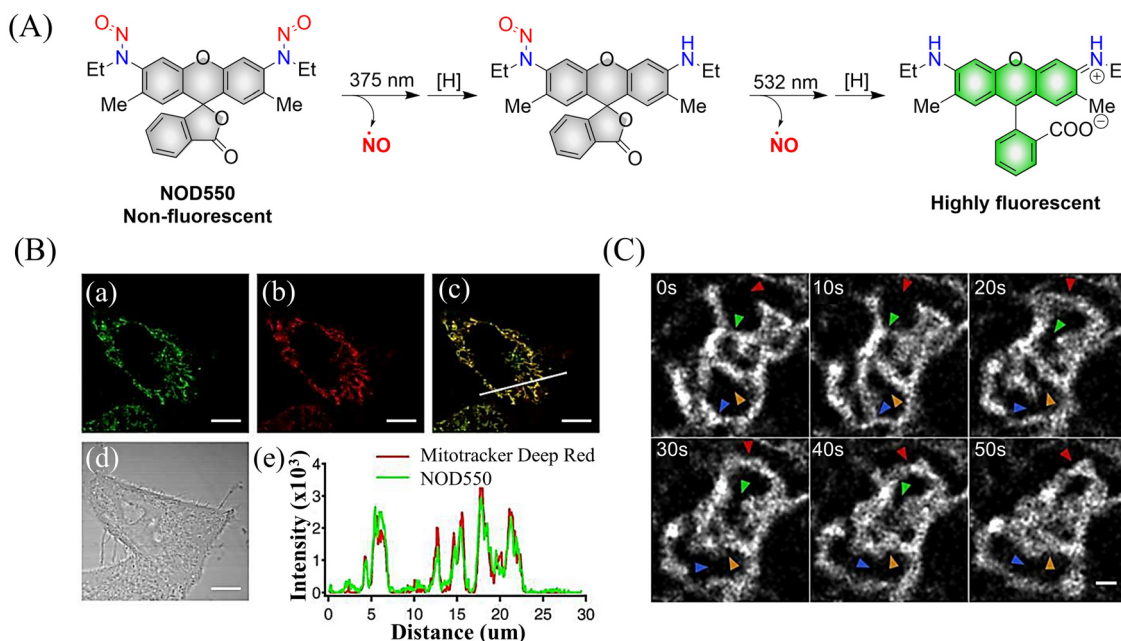 (A)
O
N
N
Et
O
N
O
N
Et
Me
Me
O
O
NOD550
Non-fluorescent
375 nm
[H]
NO
O
N
N
Et
O
H
N
Et
Me
Me
O
O
532 nm
[H]
NO
H
N
Et
O
H
N
+
Et
Me
Me
COO⊖
Highly fluorescent
(B)
(a)
(b)
(c)
(d)
(e)
Intensity (x10³)
4
3
2
1
0
Mitotracker Deep Red
NOD550
0 5 10 15 20 25 30
Distance (um)
(C)
0s
10s
20s
30s
40s
50s